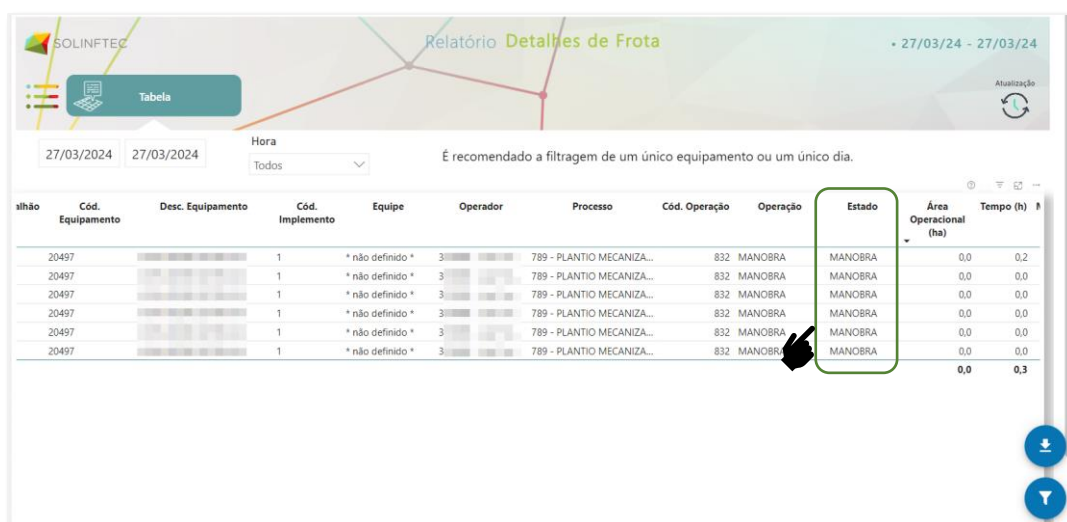 SOLINFTEC
Relatório Detalhes de Frota
• 27/03/24 - 27/03/24
Tabela
Atualização
27/03/2024 27/03/2024
Hora
Todos
É recomendado a filtragem de um único equipamento ou um único dia.
alhão Cód. Equipamento Desc. Equipamento Cód. Implemento Equipe Operador Processo Cód. Operação Operação Estado Área Operacional (ha) Tempo (h)
20497 1 * não definido * 3 789 - PLANTIO MECANIZA... 832 MANOBRA MANOBRA 0,0 0,2
20497 1 * não definido * 3 789 - PLANTIO MECANIZA... 832 MANOBRA MANOBRA 0,0 0,0
20497 1 * não definido * 3 789 - PLANTIO MECANIZA... 832 MANOBRA MANOBRA 0,0 0,0
20497 1 * não definido * 3 789 - PLANTIO MECANIZA... 832 MANOBRA MANOBRA 0,0 0,0
20497 1 * não definido * 3 789 - PLANTIO MECANIZA... 832 MANOBRA MANOBRA 0,0 0,0
20497 1 * não definido * 3 789 - PLANTIO MECANIZA... 832 MANOBRA MANOBRA 0,0 0,0
0,0 0,3